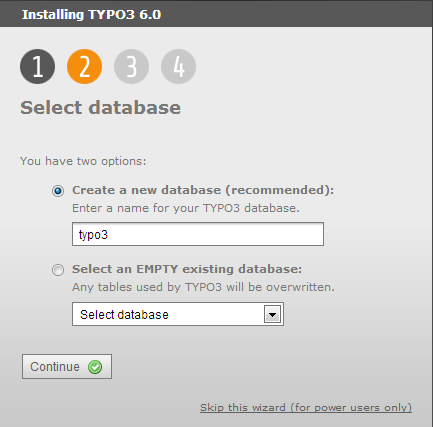 Installing TYPO3 6.0
1 2 3 4
Select database
You have two options:
Create a new database (recommended):
Enter a name for your TYPO3 database.
typo3
Select an EMPTY existing database:
Any tables used by TYPO3 will be overwritten.
Select database
Continue
Skip this wizard (for power users only)